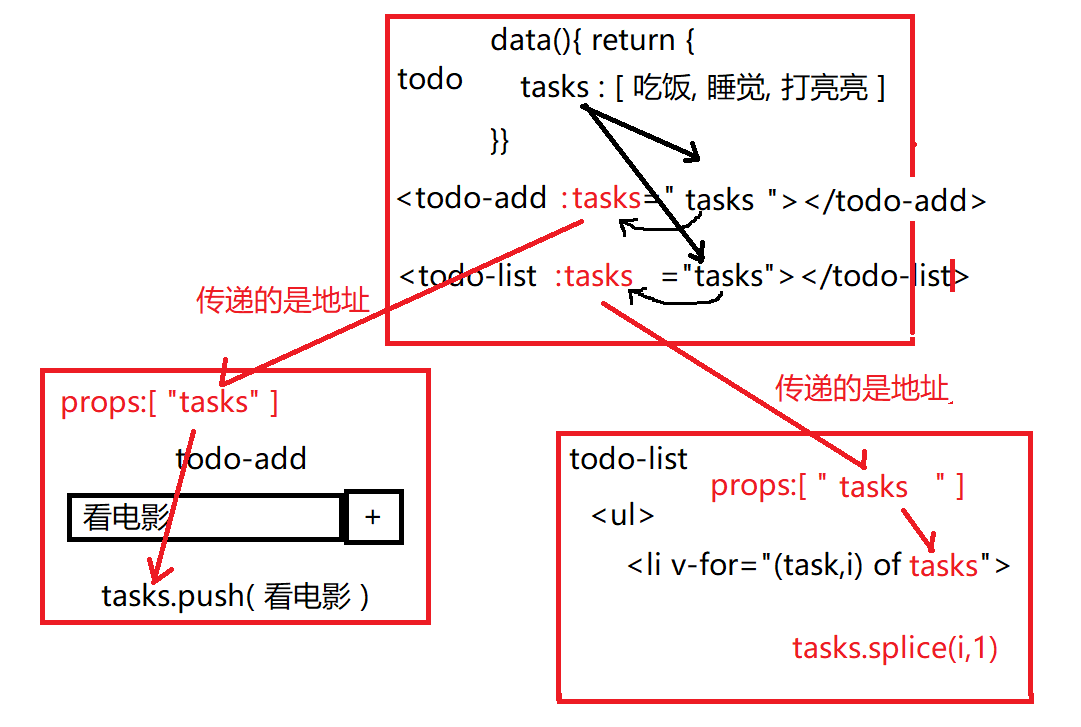 data(){ return {
todo
tasks : [ 吃饭, 睡觉, 打亮亮 ]
}}
<todo-add :tasks=" tasks "></todo-add>
<todo-list :tasks ="tasks"></todo-list>
传递的是地址
传递的是地址
props:[ "tasks" ]
todo-add
看电影 +
tasks.push( 看电影 )
todo-list
props:[ " tasks " ]
<ul>
<li v-for="(task,i) of tasks">
tasks.splice(i,1)